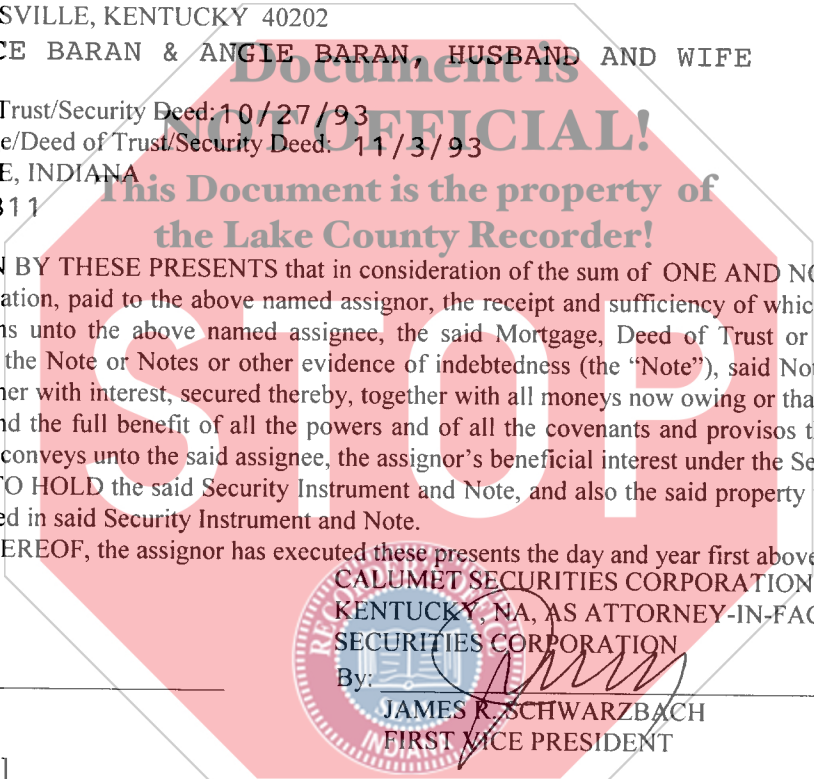 SVILLE, KENTUCKY 40202
CE BARAN & ANGIE BARAN, HUSBAND AND WIFE
Document is
Trust/Security Deed: 10/27/93
NOT OFFICIAL!
e/Deed of Trust/Security Deed: 11/3/93
E, INDIANA
This Document is the property of
311
the Lake County Recorder!
N BY THESE PRESENTS that in consideration of the sum of ONE AND NO
ation, paid to the above named assignor, the receipt and sufficiency of whic
ns unto the above named assignee, the said Mortgage, Deed of Trust or
the Note or Notes or other evidence of indebtedness (the “Note”), said No
her with interest, secured thereby, together with all moneys now owing or tha
nd the full benefit of all the powers and of all the covenants and provisos t
conveys unto the said assignee, the assignor's beneficial interest under the Se
TO HOLD the said Security Instrument and Note, and also the said property
ed in said Security Instrument and Note.
STOP
EREOF, the assignor has executed these presents the day and year first above
CALUMET SECURITIES CORPORATION
KENTUCKY, NA, AS ATTORNEY-IN-FAC
SECURITIES CORPORATION
By:
JAMES R. SCHWARZBACH
FIRST VICE PRESIDENT
RECORDER'S OFFICE
INDIANA
]